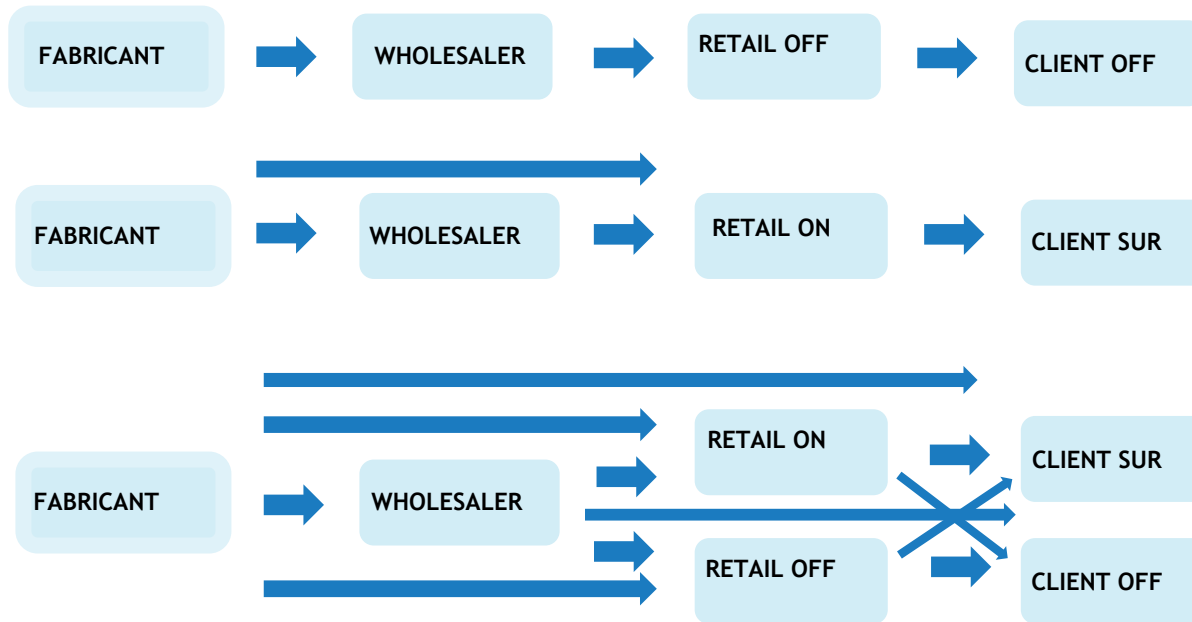 FABRICANT
WHOLESALER
RETAIL OFF
CLIENT OFF
FABRICANT
WHOLESALER
RETAIL ON
CLIENT SUR
RETAIL ON
CLIENT SUR
FABRICANT
WHOLESALER
RETAIL OFF
CLIENT OFF